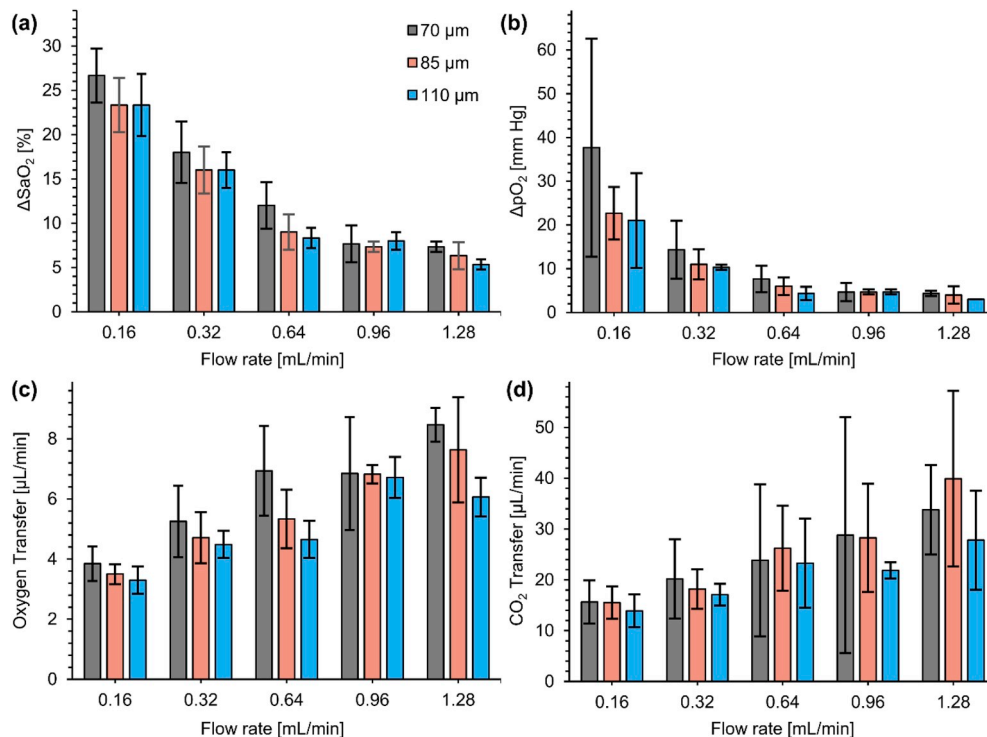 (a)
70 µm
85 µm
110 µm
ΔSaO₂ [%]
30
25
20
15
10
5
0
0.16 0.32 0.64 0.96 1.28
Flow rate [mL/min]
(b)
ΔpO₂ [mm Hg]
60
50
40
30
20
10
0
0.16 0.32 0.64 0.96 1.28
Flow rate [mL/min]
(c)
Oxygen Transfer [µL/min]
8
6
4
2
0
0.16 0.32 0.64 0.96 1.28
Flow rate [mL/min]
(d)
CO₂ Transfer [µL/min]
50
40
30
20
10
0
0.16 0.32 0.64 0.96 1.28
Flow rate [mL/min]